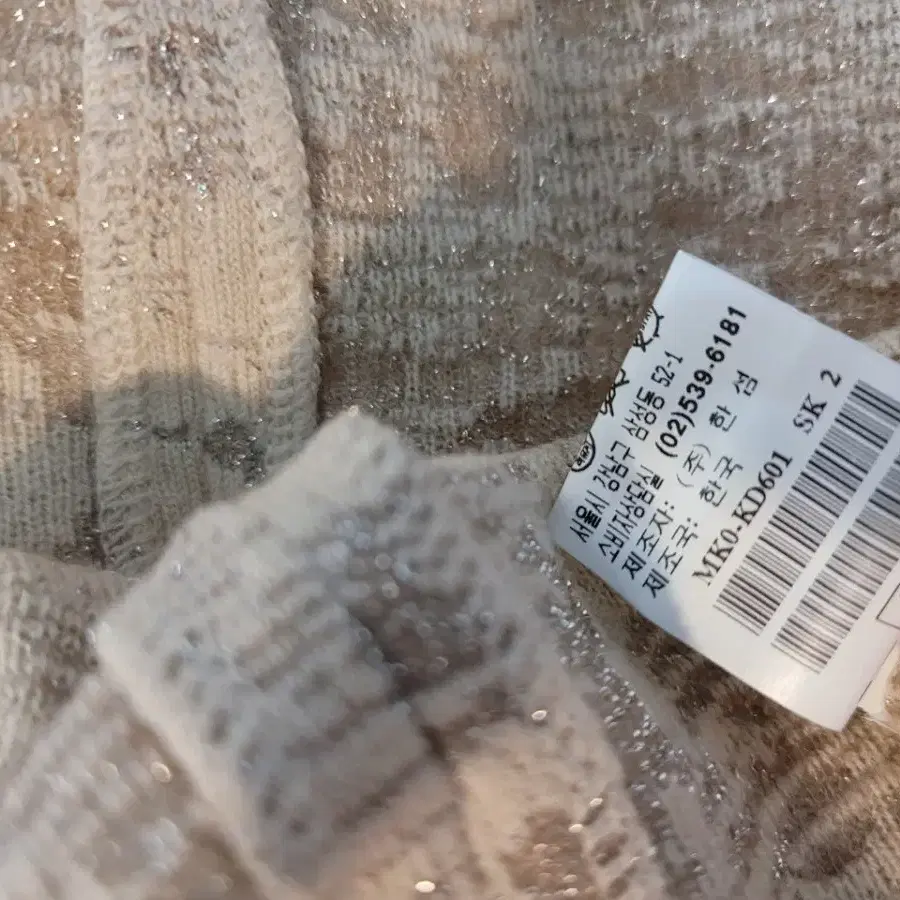 서울시 강남구 삼성동 52-1
소비자상담실 (02)539-6181
제조자: (주) 한 섬
제조국: 한국
MK0-KD601 SK 2